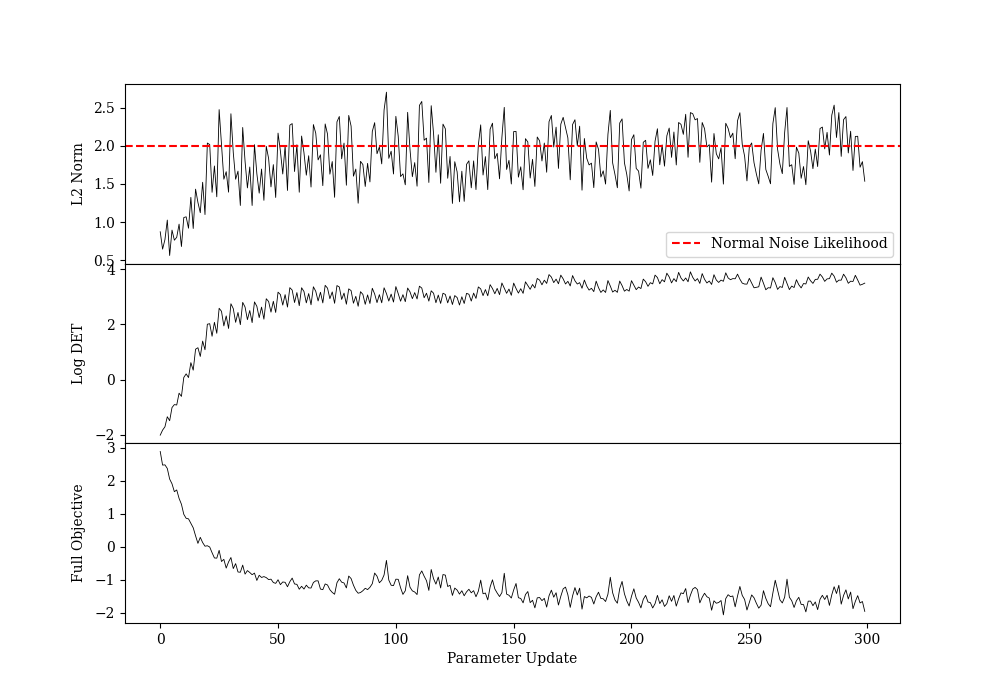 L2 Norm
2.5
2.0
1.5
1.0
0.5
Normal Noise Likelihood
Log DET
4
2
0
−2
Full Objective
3
2
1
0
−1
−2
0 50 100 150 200 250 300
Parameter Update